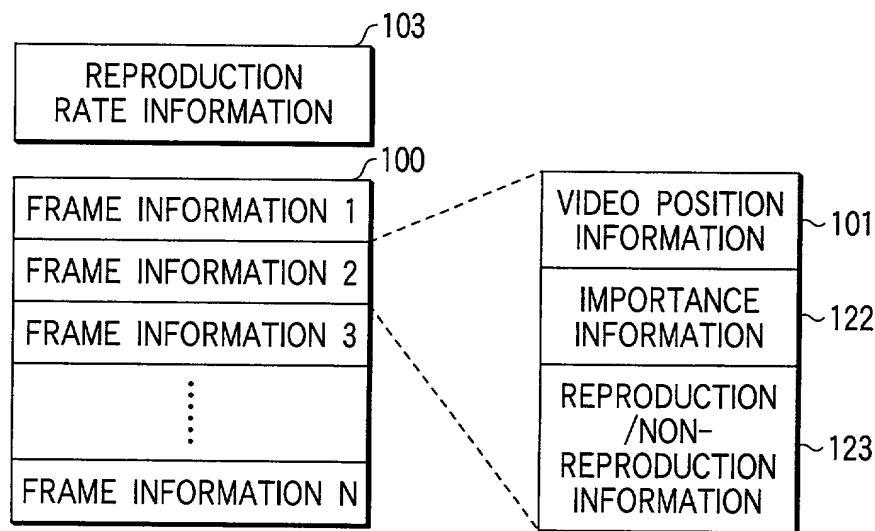 103
REPRODUCTION
RATE INFORMATION
100
FRAME INFORMATION 1
FRAME INFORMATION 2
FRAME INFORMATION 3
FRAME INFORMATION N
VIDEO POSITION
INFORMATION
101
IMPORTANCE
INFORMATION
122
REPRODUCTION
/NON-
REPRODUCTION
INFORMATION
123